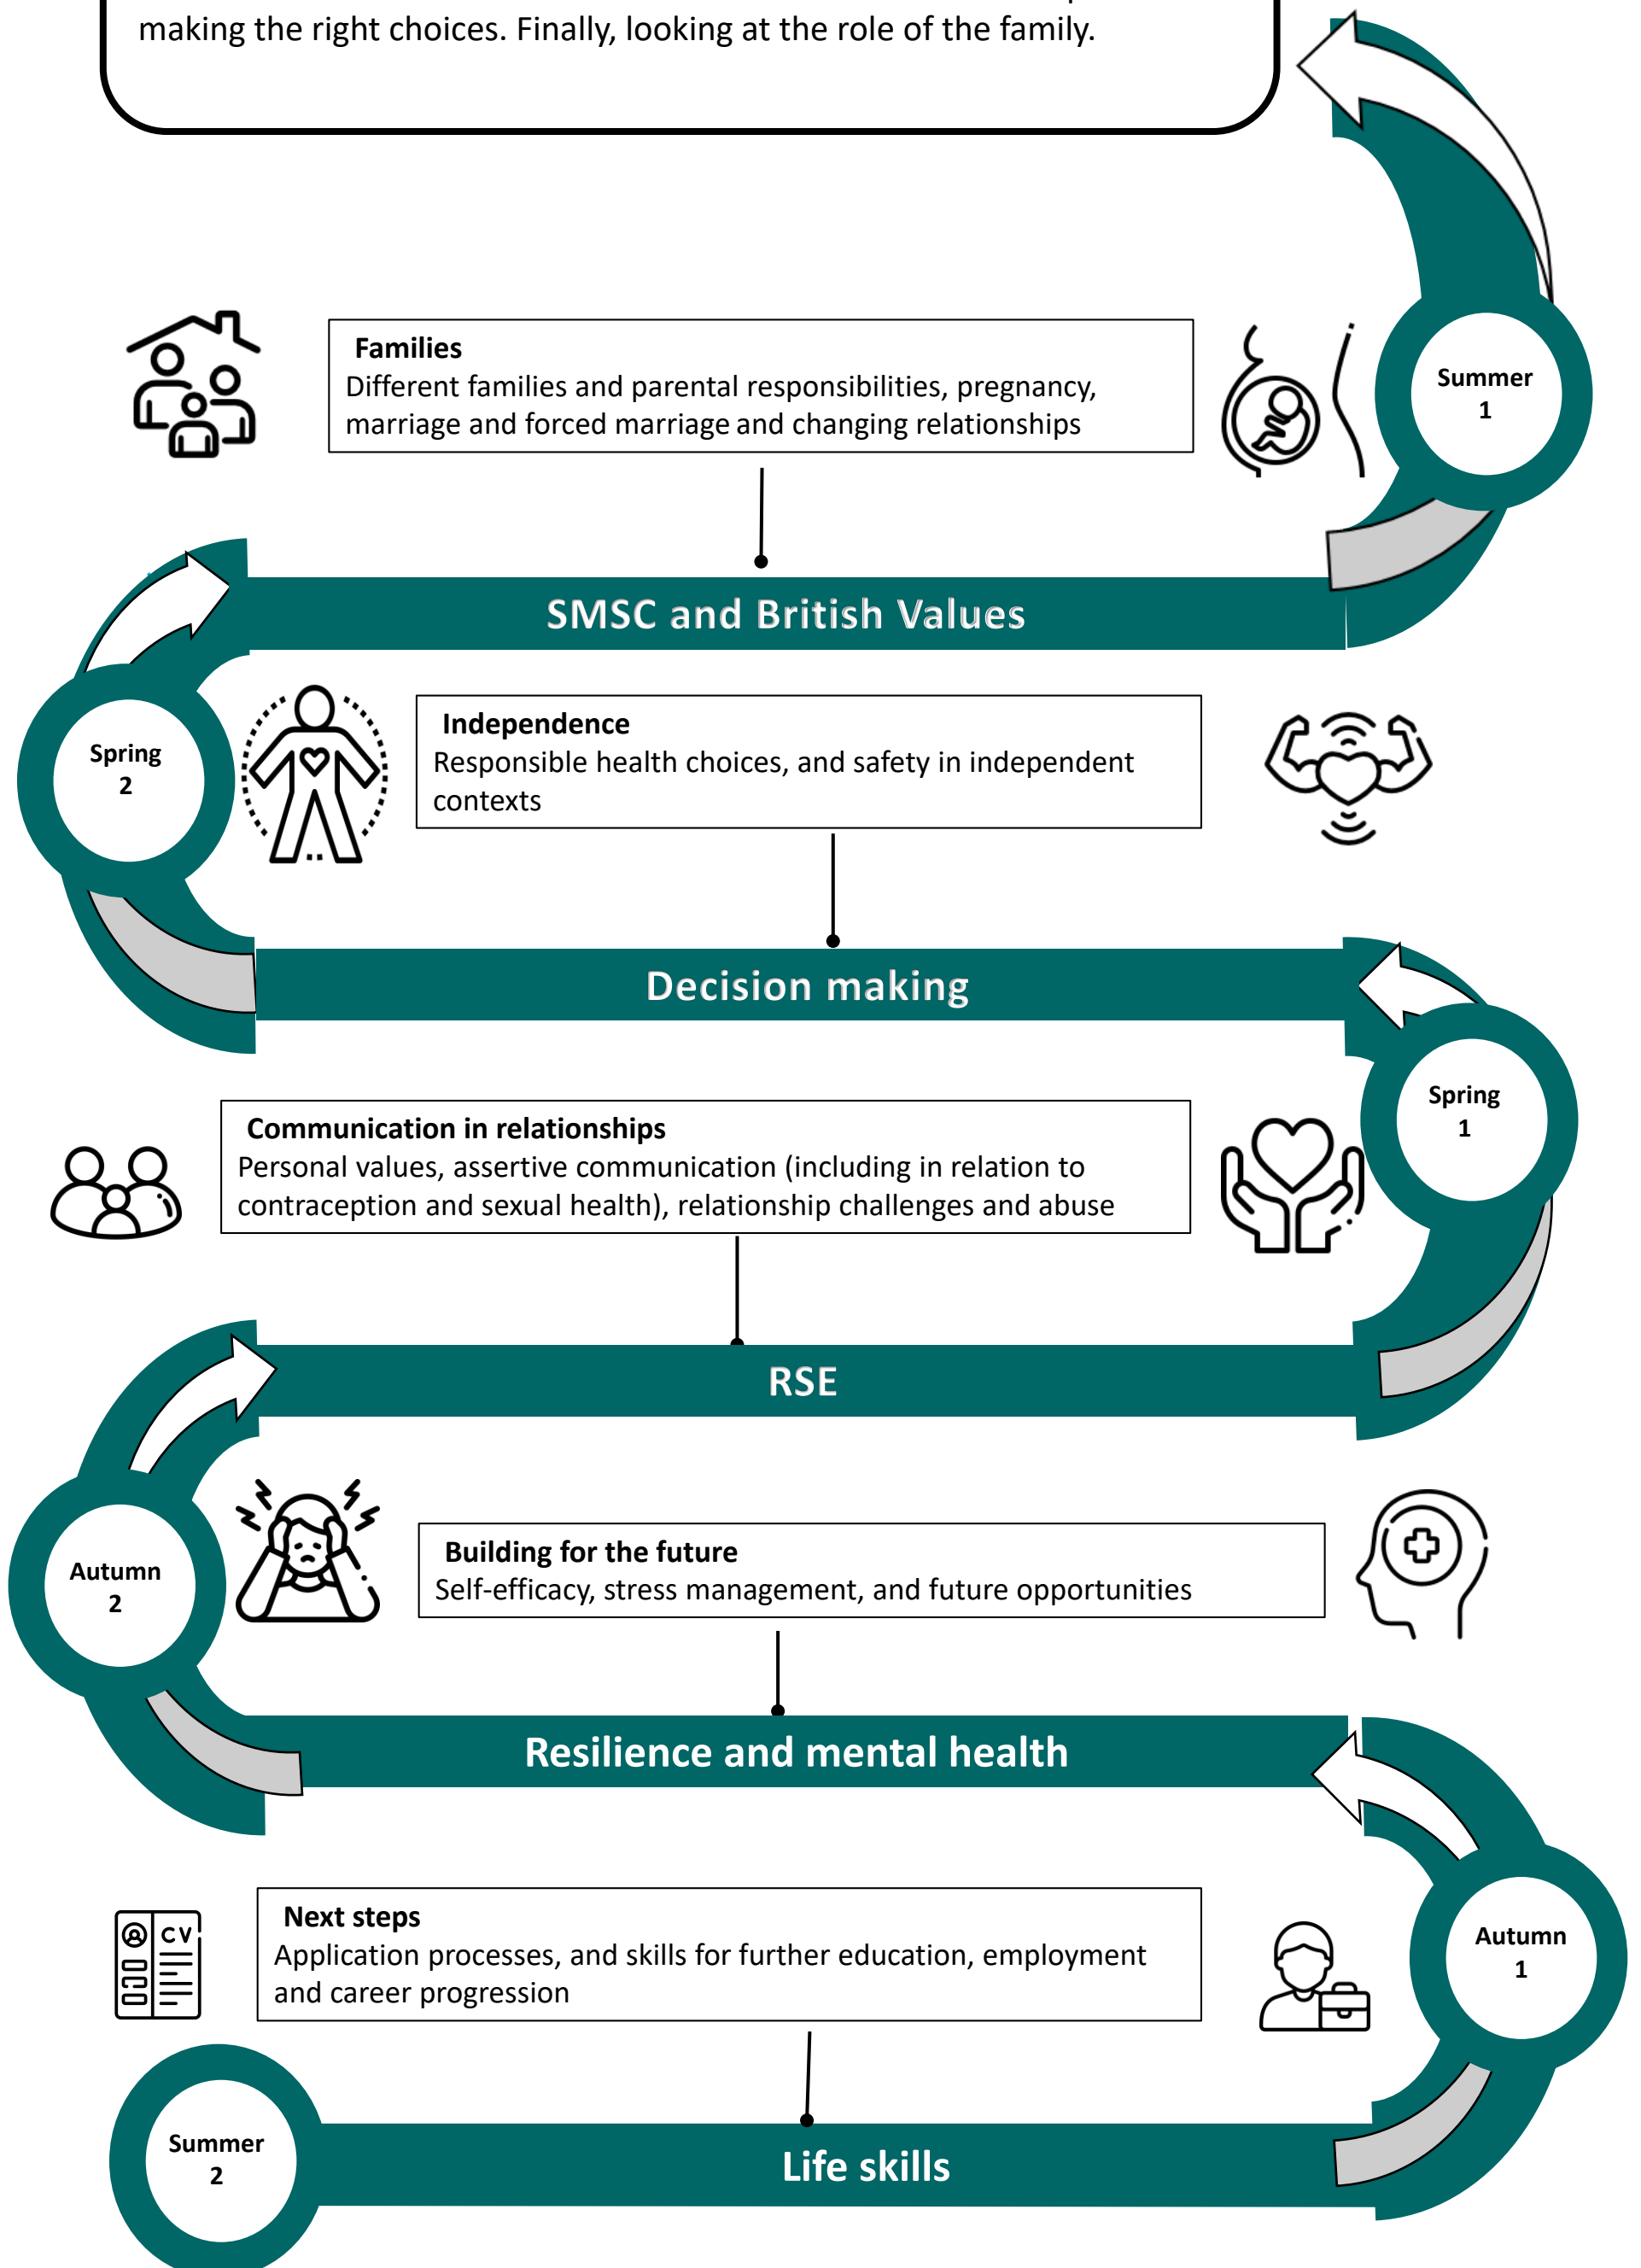 making the right choices. Finally, looking at the role of the family.
Families
Different families and parental responsibilities, pregnancy,
marriage and forced marriage and changing relationships
Summer
1
SMSC and British Values
Spring
2
Independence
Responsible health choices, and safety in independent
contexts
Decision making
Spring
1
Communication in relationships
Personal values, assertive communication (including in relation to
contraception and sexual health), relationship challenges and abuse
RSE
Autumn
2
Building for the future
Self-efficacy, stress management, and future opportunities
Resilience and mental health
CV
Next steps
Application processes, and skills for further education, employment
and career progression
Autumn
1
Summer
2
Life skills